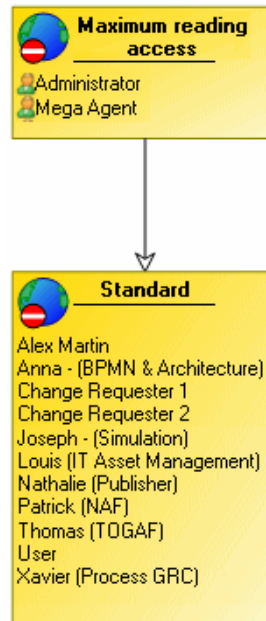 Maximum reading
access
Administrator
Mega Agent
Standard
Alex Martin
Anna - (BPMN & Architecture)
Change Requester 1
Change Requester 2
Joseph - (Simulation)
Louis (IT Asset Management)
Nathalie (Publisher)
Patrick (NAF)
Thomas (TOGAF)
User
Xavier (Process GRC)